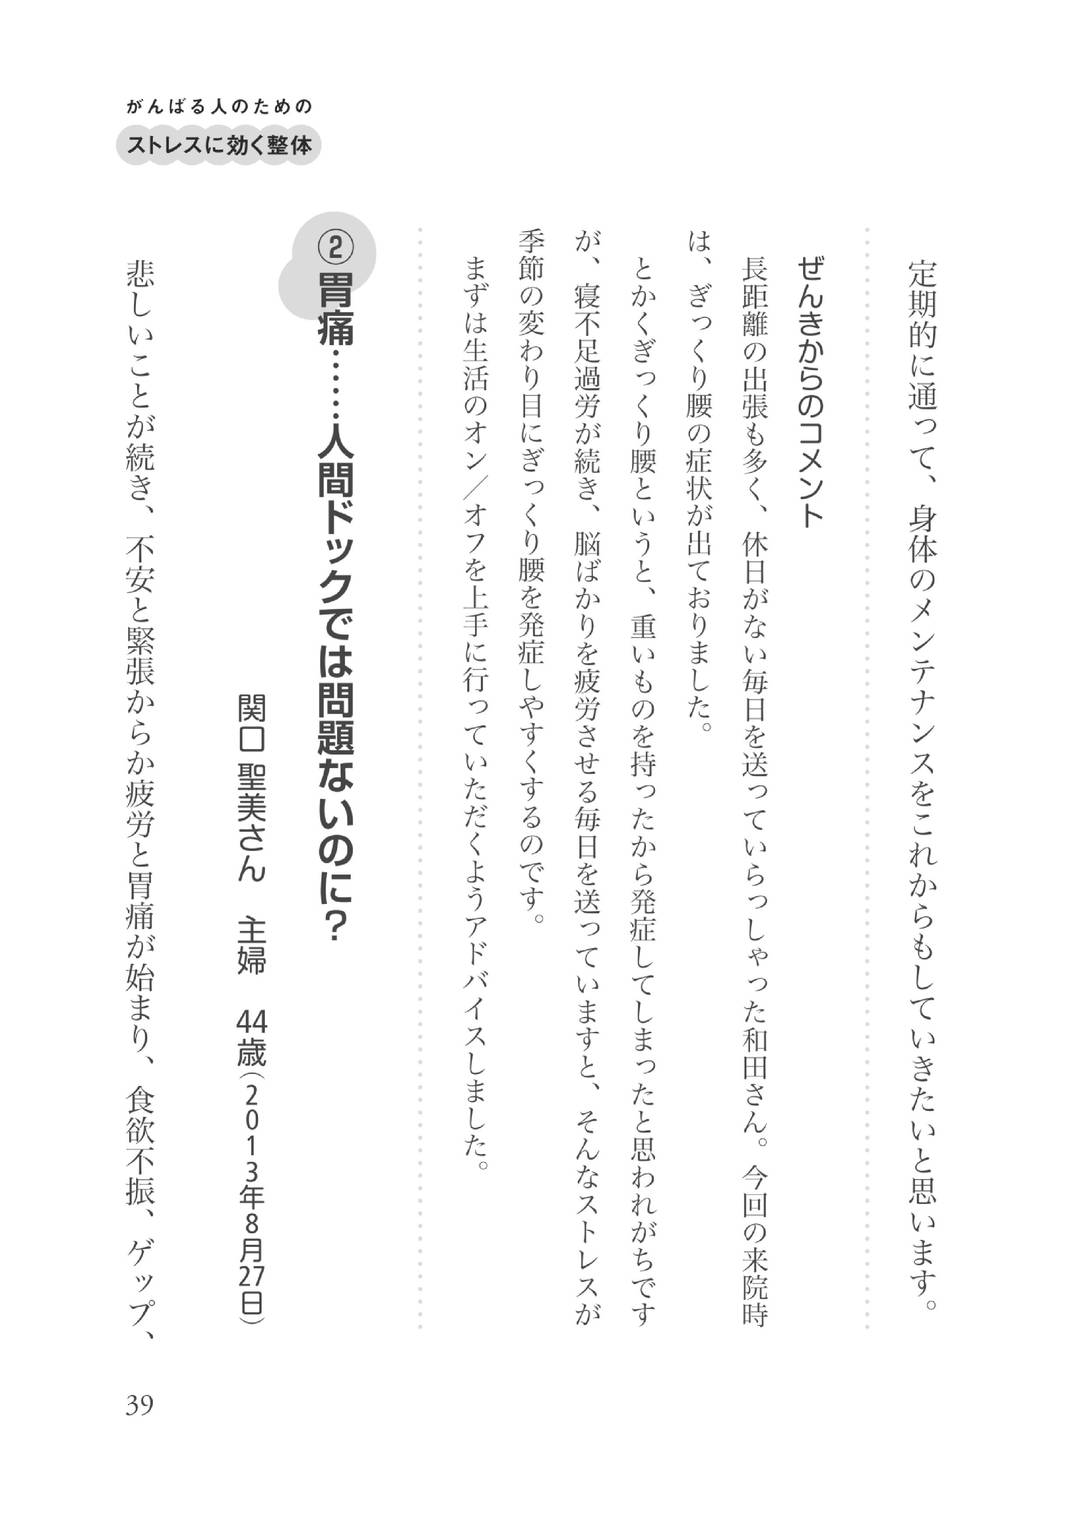 がんばる人のための
ストレスに効く整体
定期的に通って、身体のメンテナンスをこれからもしていきたいと思います。
ぜんきからのコメント
長距離の出張も多く、休日がない毎日を送っていらっしゃった和田さん。今回の来院時
は、ぎっくり腰の症状が出ておりました。
とかくぎっくり腰というと、重いものを持ったから発症してしまったと思われがちです
が、寝不足過労が続き、脳ばかりを疲労させる毎日を送っていますと、そんなストレスが
季節の変わり目にぎっくり腰を発症しやすくするのです。
まずは生活のオン／オフを上手に行っていただくようアドバイスしました。
② 胃痛……人間ドックでは問題ないのに？
関口 聖美さん　主婦　44歳（2013年8月27日）
悲しいことが続き、不安と緊張からか疲労と胃痛が始まり、食欲不振、ゲップ、
39